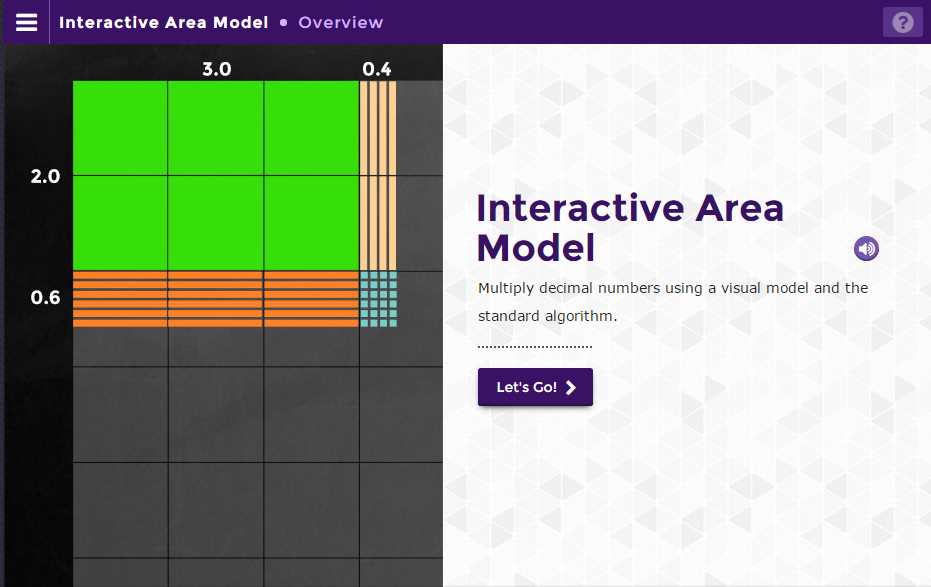 Interactive Area Model • Overview
?
3.0 0.4
2.0
0.6
Interactive Area
Model
Multiply decimal numbers using a visual model and the
standard algorithm.
Let's Go!